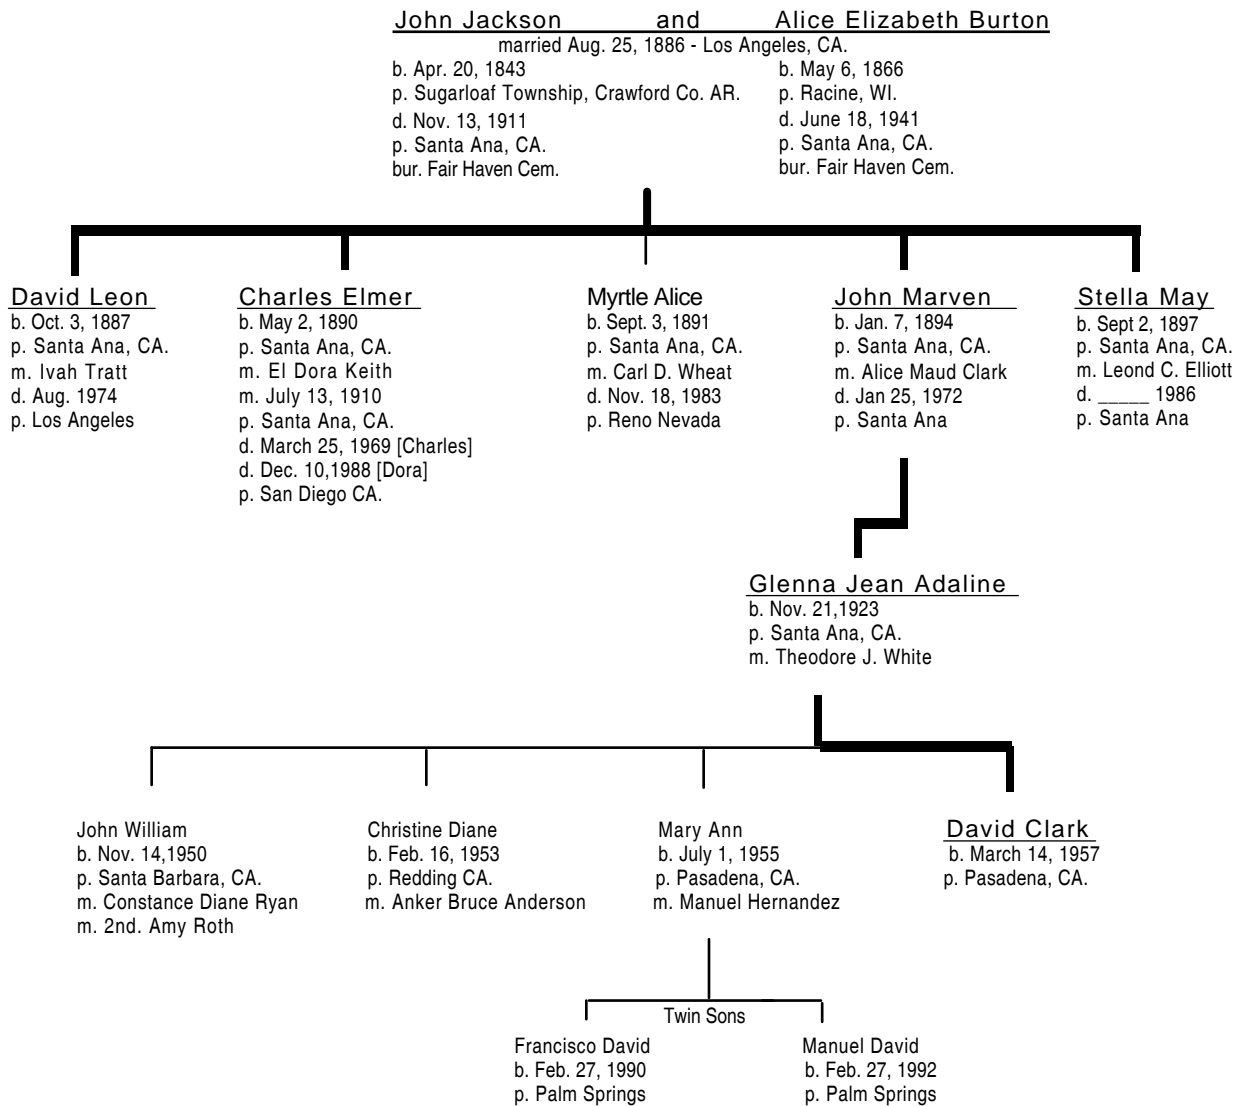 John Jackson and Alice Elizabeth Burton
married Aug. 25, 1886 - Los Angeles, CA.
b. Apr. 20, 1843
p. Sugarloaf Township, Crawford Co. AR.
d. Nov. 13, 1911
p. Santa Ana, CA.
bur. Fair Haven Cem.
b. May 6, 1866
p. Racine, WI.
d. June 18, 1941
p. Santa Ana, CA.
bur. Fair Haven Cem.
David Leon
b. Oct. 3, 1887
p. Santa Ana, CA.
m. Ivah Tratt
d. Aug. 1974
p. Los Angeles
Charles Elmer
b. May 2, 1890
p. Santa Ana, CA.
m. El Dora Keith
m. July 13, 1910
p. Santa Ana, CA.
d. March 25, 1969 [Charles]
d. Dec. 10,1988 [Dora]
p. San Diego CA.
Myrtle Alice
b. Sept. 3, 1891
p. Santa Ana, CA.
m. Carl D. Wheat
d. Nov. 18, 1983
p. Reno Nevada
John Marven
b. Jan. 7, 1894
p. Santa Ana, CA.
m. Alice Maud Clark
d. Jan 25, 1972
p. Santa Ana
Stella May
b. Sept 2, 1897
p. Santa Ana, CA.
m. Leond C. Elliott
d. _____ 1986
p. Santa Ana
Glenna Jean Adaline
b. Nov. 21,1923
p. Santa Ana, CA.
m. Theodore J. White
John William
b. Nov. 14,1950
p. Santa Barbara, CA.
m. Constance Diane Ryan
m. 2nd. Amy Roth
Christine Diane
b. Feb. 16, 1953
p. Redding CA.
m. Anker Bruce Anderson
Mary Ann
b. July 1, 1955
p. Pasadena, CA.
m. Manuel Hernandez
David Clark
b. March 14, 1957
p. Pasadena, CA.
Twin Sons
Francisco David
b. Feb. 27, 1990
p. Palm Springs
Manuel David
b. Feb. 27, 1992
p. Palm Springs